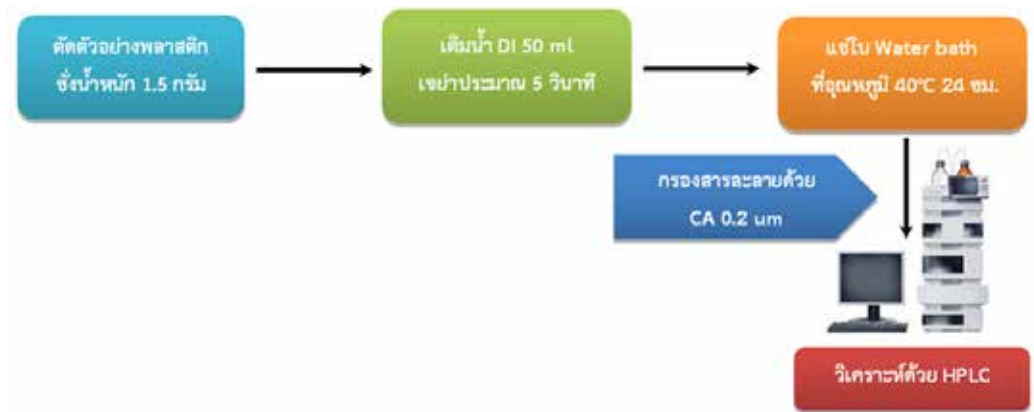 ตัดตัวอย่างพลาสติก
ชั่งน้ำหนัก 1.5 กรัม
เติมน้ำ DI 50 ml
เขย่าประมาณ 5 วินาที
แช่ใน Water bath
ที่อุณหภูมิ 40°C 24 ชม.
กรองสารละลายด้วย
CA 0.2 um
วิเคราะห์ด้วย HPLC